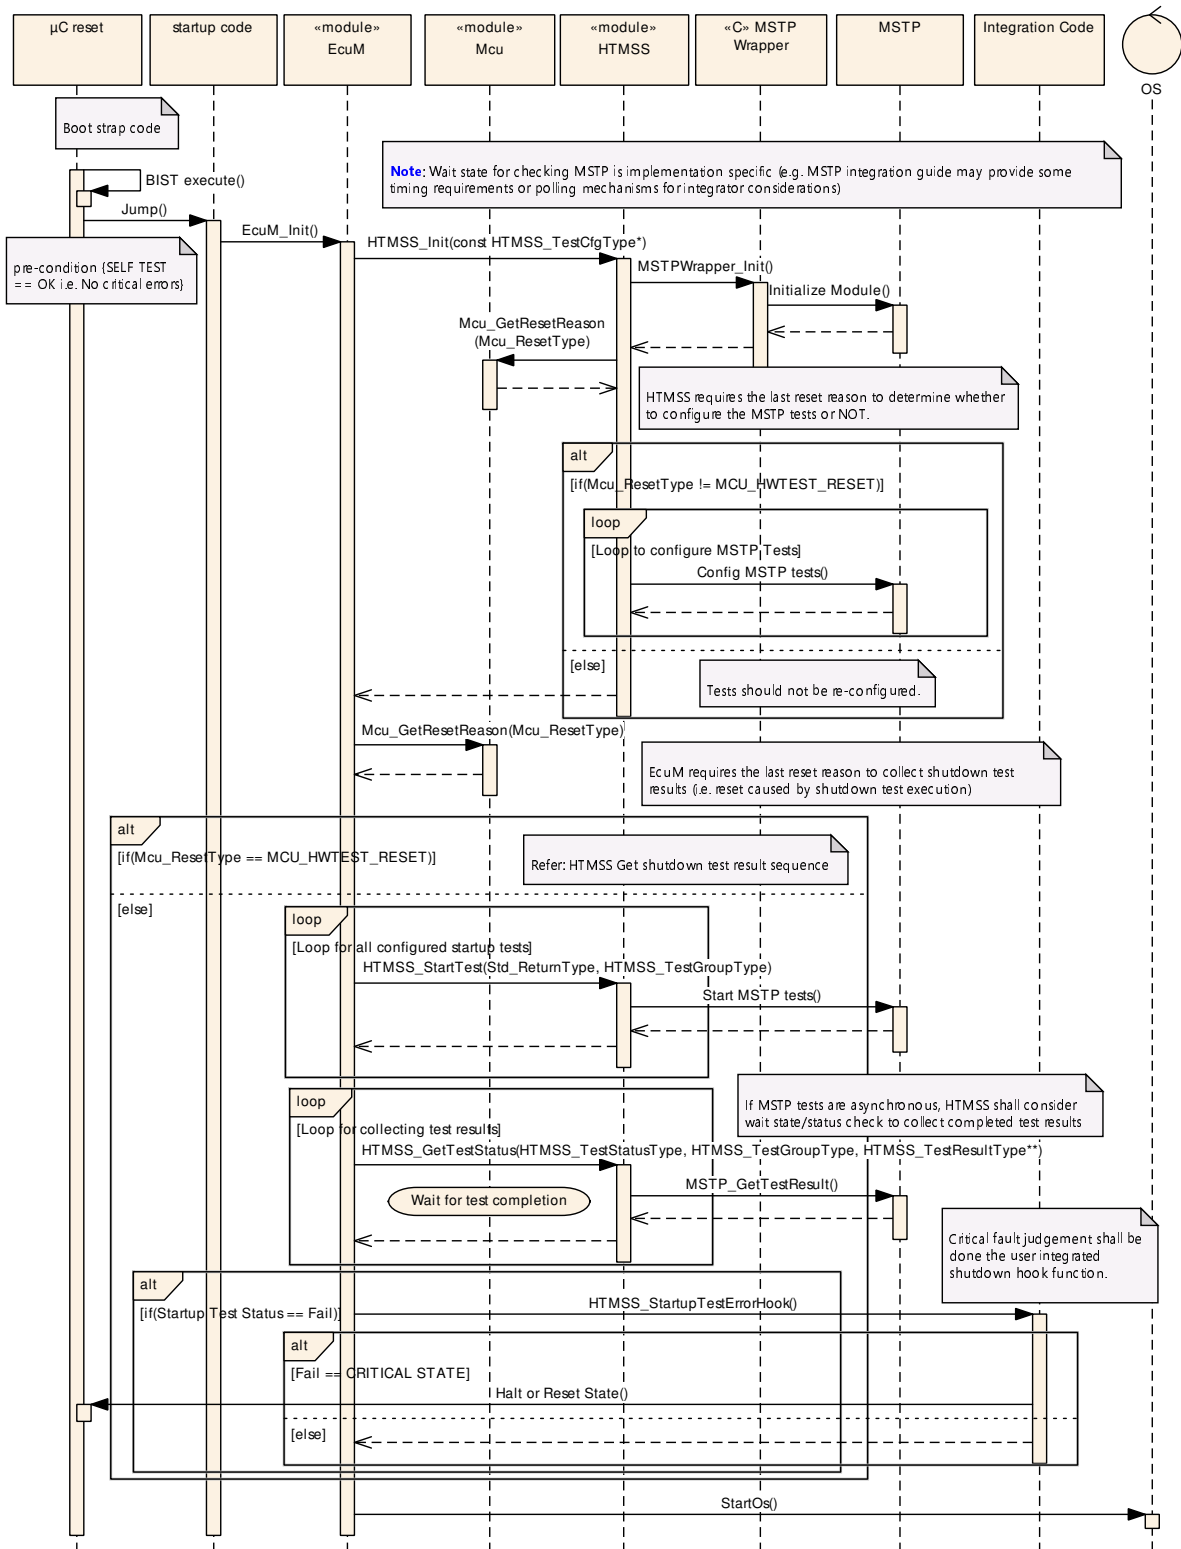 µC reset
startup code
«module»
EcuM
«module»
Mcu
«module»
HTMSS
«C» MSTP
Wrapper
MSTP
Integration Code
OS
Boot strap code
Note: Wait state for checking MSTP is implementation specific (e.g. MSTP integration guide may provide some
timing requirements or polling mechanisms for integrator considerations)
BIST execute()
Jump()
EcuM_Init()
HTMSS_Init(const HTMSS_TestCfgType*)
pre-condition {SELF TEST
== OK i.e. No critical errors}
MSTPWrapper_Init()
Initialize Module()
Mcu_GetResetReason
(Mcu_ResetType)
HTMSS requires the last reset reason to determine whether
to configure the MSTP tests or NOT.
alt
[if(Mcu_ResetType != MCU_HWTEST_RESET)]
loop
[Loop to configure MSTP Tests]
Config MSTP tests()
[else]
Tests should not be re-configured.
Mcu_GetResetReason(Mcu_ResetType)
EcuM requires the last reset reason to collect shutdown test
results (i.e. reset caused by shutdown test execution)
alt
[if(Mcu_ResetType == MCU_HWTEST_RESET)]
Refer: HTMSS Get shutdown test result sequence
[else]
loop
[Loop for all configured startup tests]
HTMSS_StartTest(Std_ReturnType, HTMSS_TestGroupType)
Start MSTP tests()
If MSTP tests are asynchronous, HTMSS shall consider
wait state/status check to collect completed test results
loop
[Loop for collecting test results]
HTMSS_GetTestStatus(HTMSS_TestStatusType, HTMSS_TestGroupType, HTMSS_TestResultType**)
MSTP_GetTestResult()
Wait for test completion
Critical fault judgement shall be
done the user integrated
shutdown hook function.
alt
[if(Startup Test Status == Fail)]
HTMSS_StartupTestErrorHook()
alt
[Fail == CRITICAL STATE]
Halt or Reset State()
[else]
StartOs()